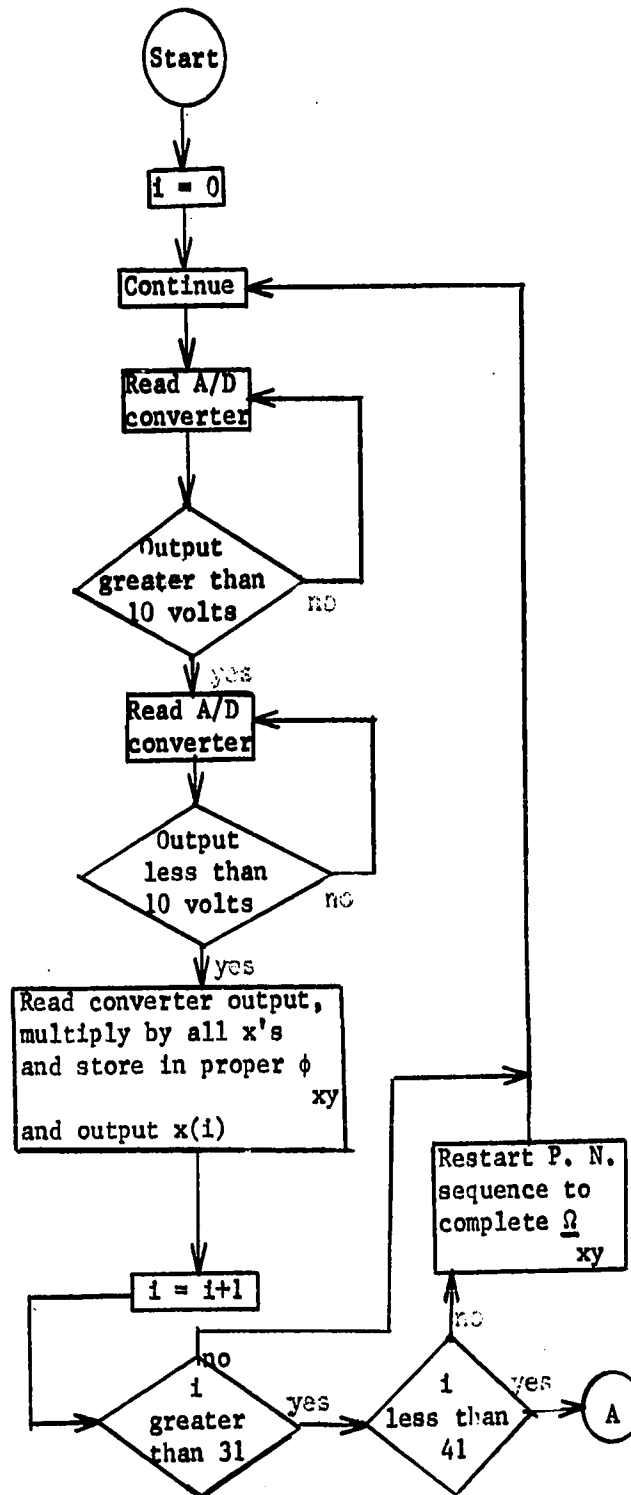 Start
i = 0
Continue
Read A/D
converter
Output
greater than
10 volts
no
yes
Read A/D
converter
Output
less than
10 volts
no
yes
Read converter output,
multiply by all x's
and store in proper ϕ
xy
and output x(i)
Restart P. N.
sequence to
complete Ω
xy
i = i+1
no
i
greater
than 31
yes
no
i
less than
41
yes
A